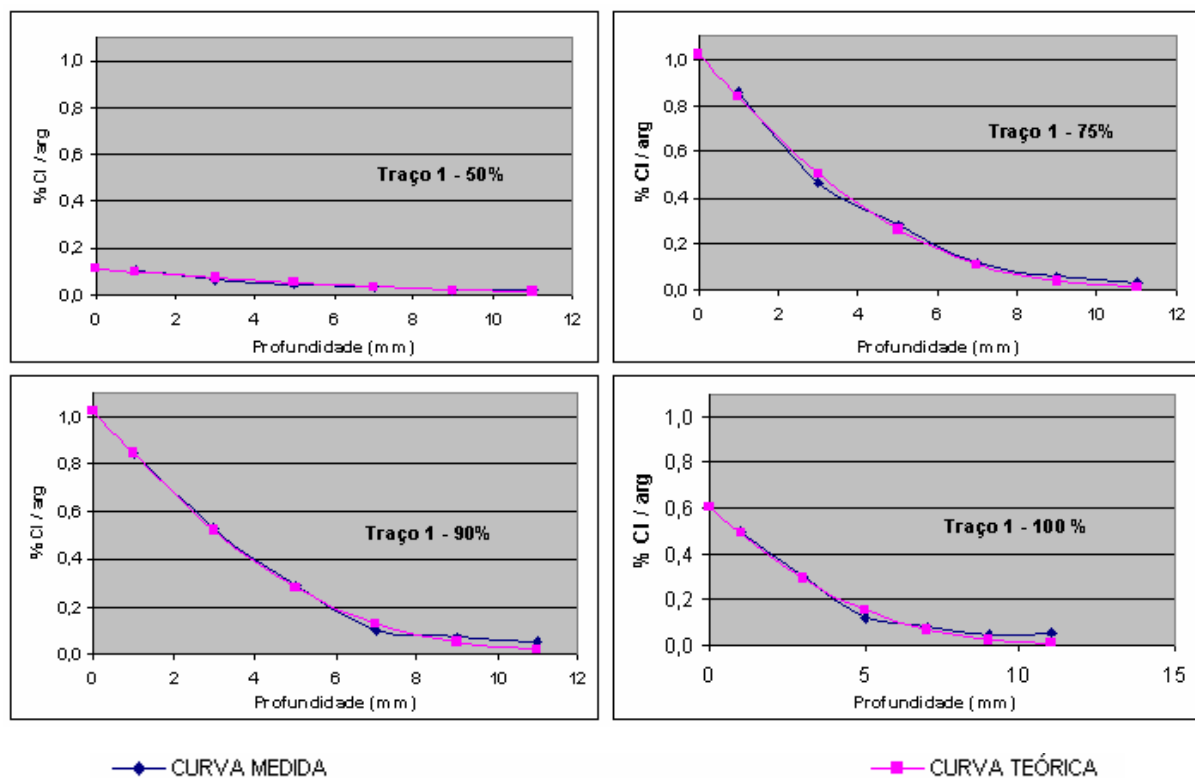 1,0
0,8
0,6
0,4
0,2
0,0
% Cl / arg
Traço 1 - 50%
0 2 4 6 8 10 12
Profundidade (mm)
1,0
0,8
0,6
0,4
0,2
0,0
% Cl / arg
Traço 1 - 75%
0 2 4 6 8 10 12
Profundidade (mm)
1,0
0,8
0,6
0,4
0,2
0,0
% Cl / arg
Traço 1 - 90%
0 2 4 6 8 10 12
Profundidade (mm)
1,0
0,8
0,6
0,4
0,2
0,0
% Cl / arg
Traço 1 - 100 %
0 5 10 15
Profundidade (mm)
CURVA MEDIDA
CURVA TEÓRICA